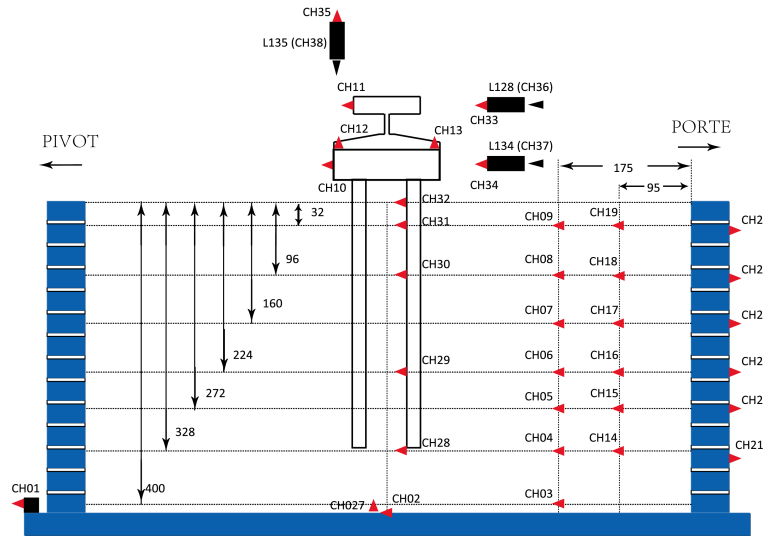 CH35
L135 (CH38)
CH11
L128 (CH36)
CH33
CH12
CH13
PORTE
PIVOT
L134 (CH37)
175
CH10
CH34
95
CH32
32
CH31
CH09
CH19
CH2
96
CH30
CH08
CH18
CH2
160
CH07
CH17
CH2
224
CH29
CH06
CH16
CH2
272
CH05
CH15
CH2
328
CH28
CH04
CH14
CH21
CH01
400
CH027
CH02
CH03